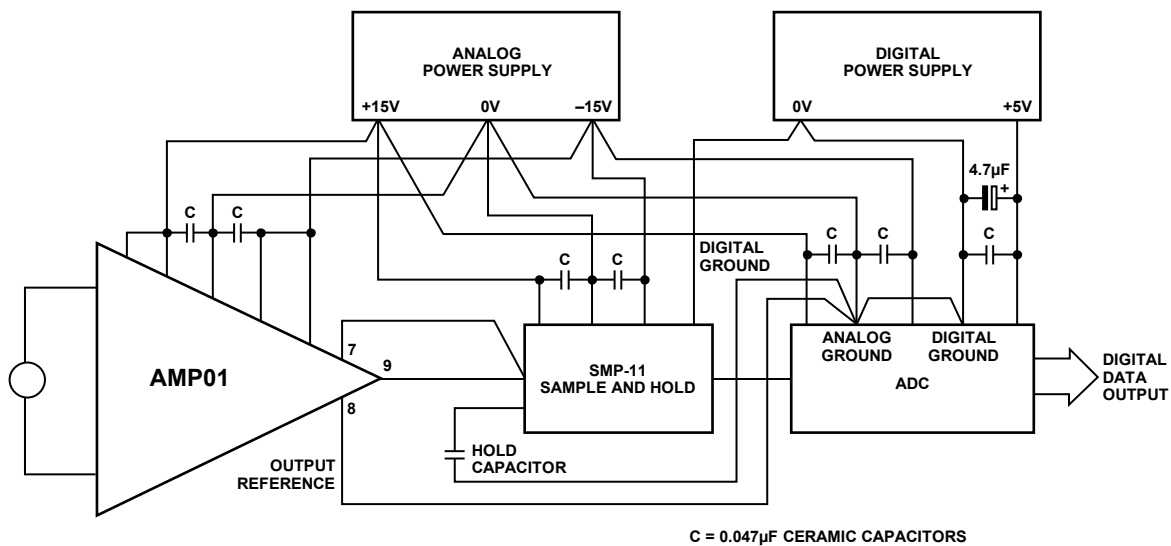 ANALOG
POWER SUPPLY
+15V
0V
–15V
DIGITAL
POWER SUPPLY
0V
+5V
4.7µF
+
C
C
C
C
DIGITAL
GROUND
C
C
C
7
9
8
AMP01
OUTPUT
REFERENCE
SMP-11
SAMPLE AND HOLD
HOLD
CAPACITOR
ANALOG
GROUND
DIGITAL
GROUND
ADC
DIGITAL
DATA
OUTPUT
C = 0.047µF CERAMIC CAPACITORS